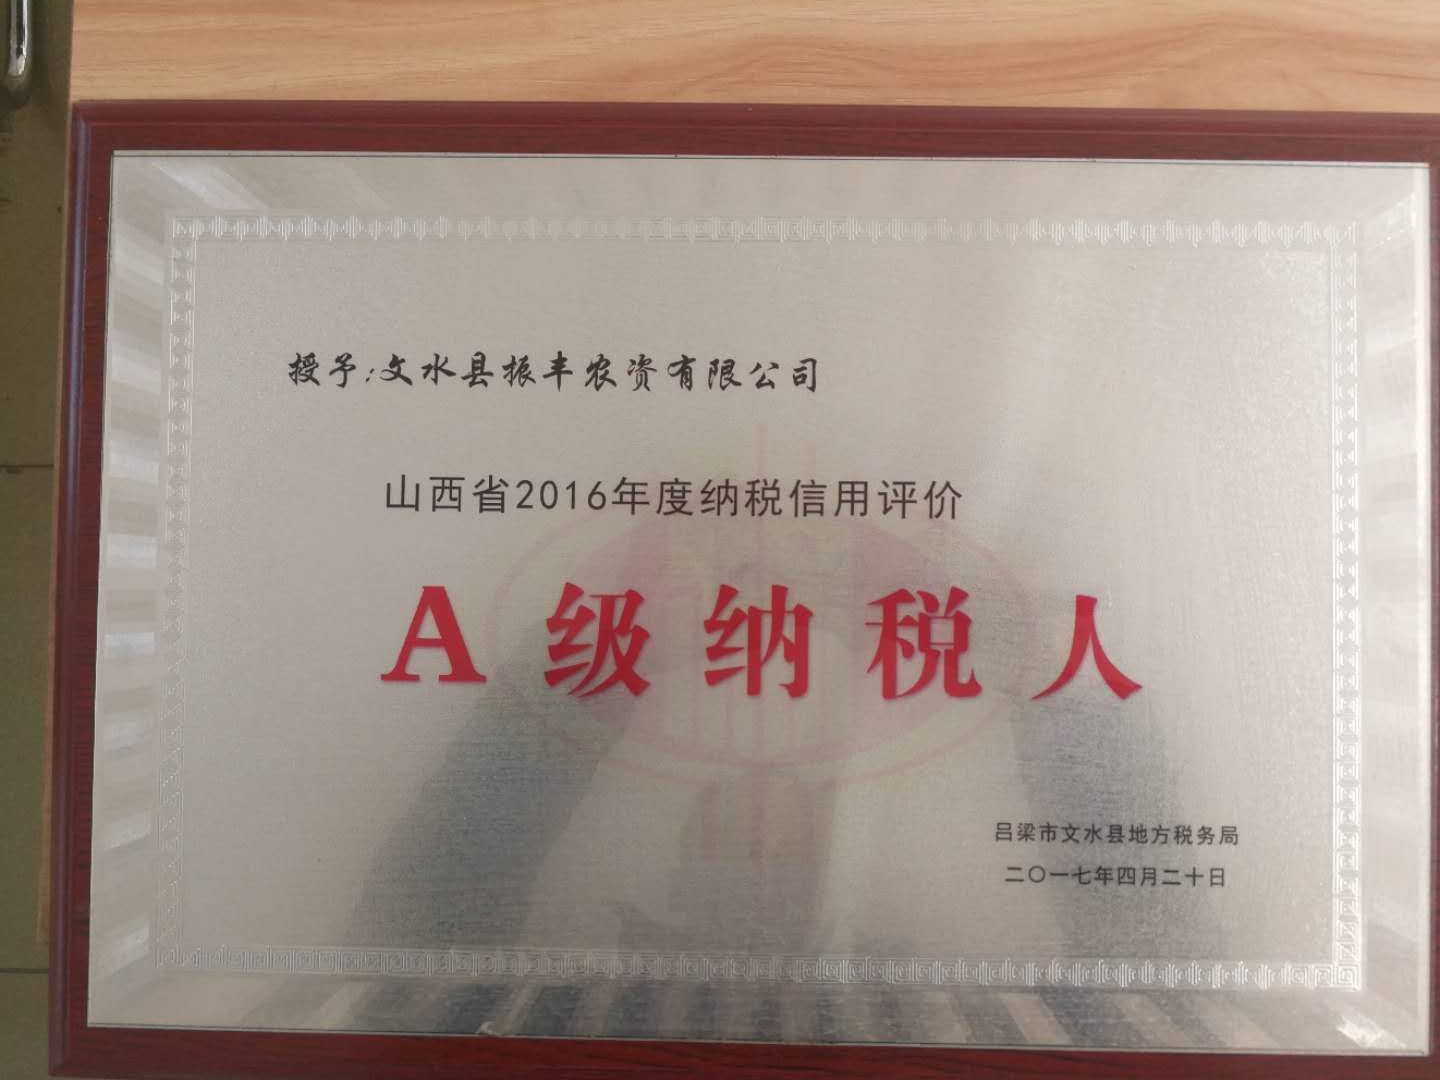 授予:文水县振丰农资有限公司
山西省2016年度纳税信用评价
A级纳税人
吕梁市文水县地方税务局
二〇一七年四月二十日